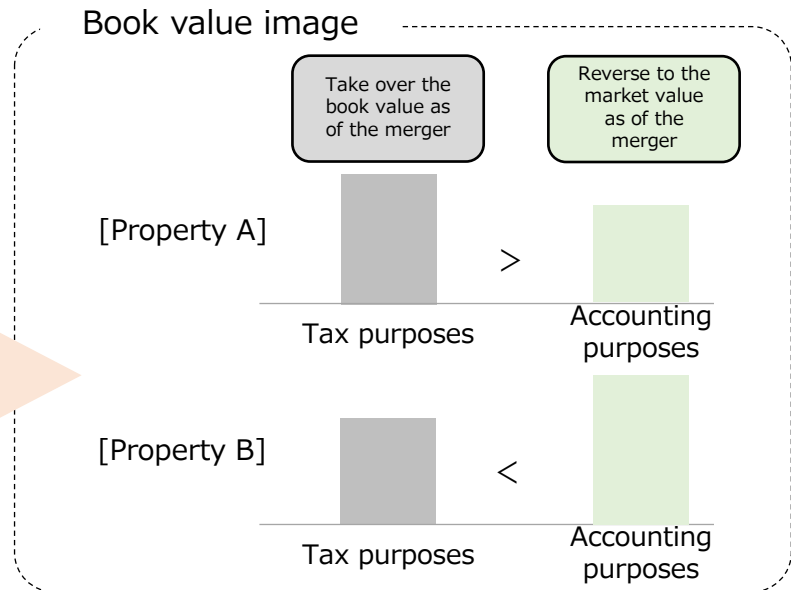 Book value image
Take over the
book value as
of the merger
Reverse to the
market value
as of the
merger
[Property A]
>
Tax purposes
Accounting
purposes
[Property B]
<
Tax purposes
Accounting
purposes